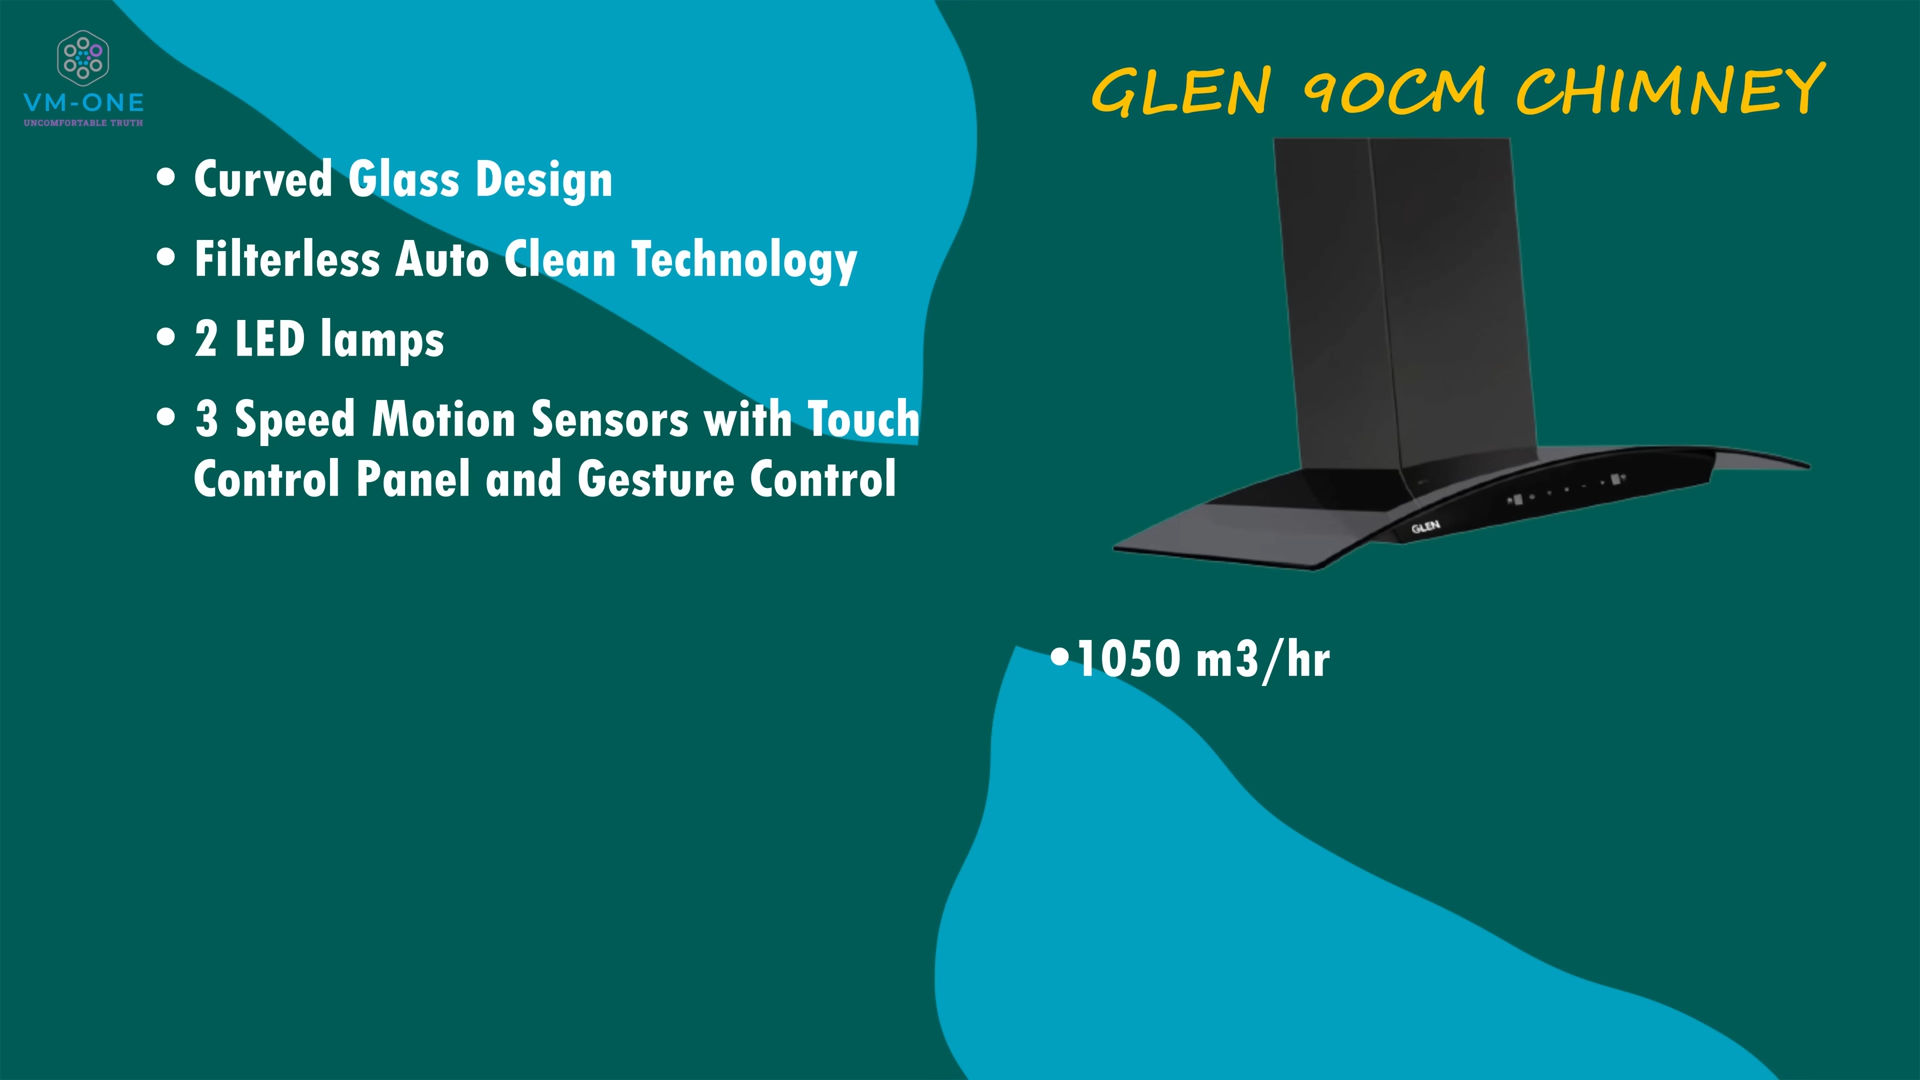 VM-ONE
UNCOMFORTABLE TRUTH
GLEN 90CM CHIMNEY
• Curved Glass Design
• Filterless Auto Clean Technology
• 2 LED lamps
• 3 Speed Motion Sensors with Touch
Control Panel and Gesture Control
GLEN
•1050 m3/hr